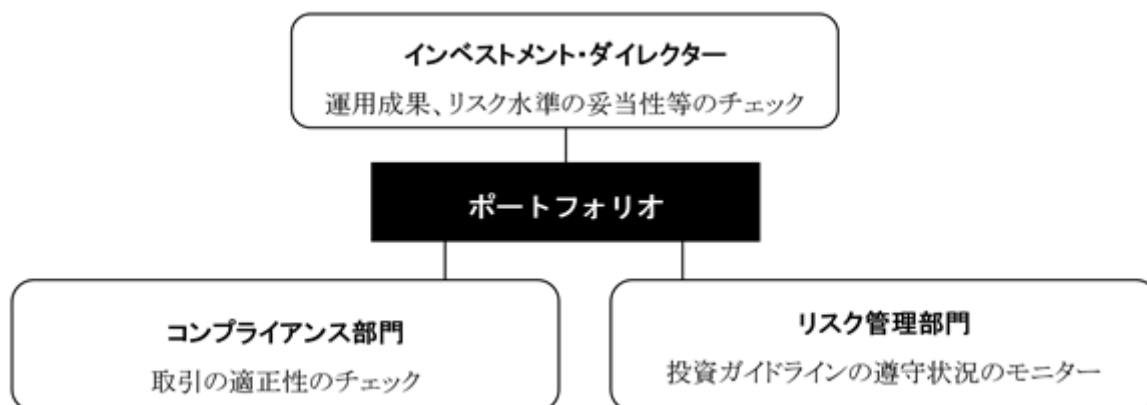 インベストメント・ダイレクター
運用成果、リスク水準の妥当性等のチェック
ポートフォリオ
コンプライアンス部門
取引の適正性のチェック
リスク管理部門
投資ガイドラインの遵守状況のモニター